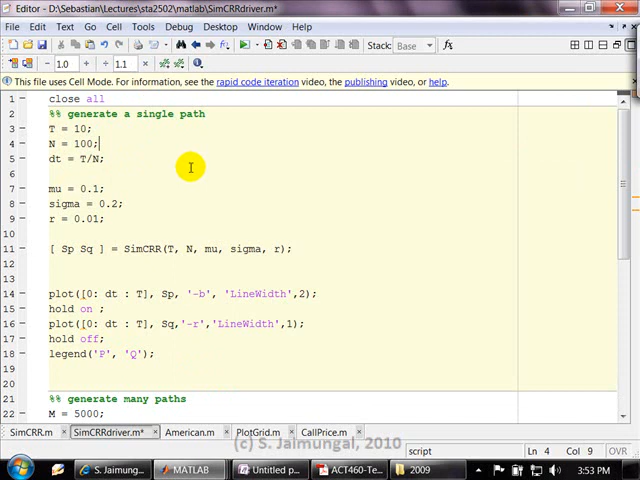 Editor - D:\Sebastian\Lectures\sta2502\matlab\SimCRRdriver.m*
File Edit Text Go Cell Tools Debug Desktop Window Help
Stack: Base
- 1.0 + ÷ 1.1 ×
This file uses Cell Mode. For information, see the rapid code iteration video, the publishing video, or help.
1 close all
2 %% generate a single path
3 T = 10;
4 N = 100;
5 dt = T/N;
6
7 mu = 0.1;
8 sigma = 0.2;
9 r = 0.01;
10
11 [ Sp Sq ] = SimCRR(T, N, mu, sigma, r);
12
13
14 plot([0: dt : T], Sp, '-b', 'LineWidth',2);
15 hold on ;
16 plot([0: dt : T], Sq,'-r','LineWidth',1);
17 hold off;
18 legend('P', 'Q');
19
20
21 %% generate many paths
22 M = 5000;
SimCRR.m × SimCRRdriver.m* × American.m × PlotGrid.m × CallPrice.m ×
(c) S. Jaimungal, 2010
script Ln 4 Col 9 OVR
S. Jaimung... MATLAB Untitled p... ACT460-Te... 2009 3:53 PM